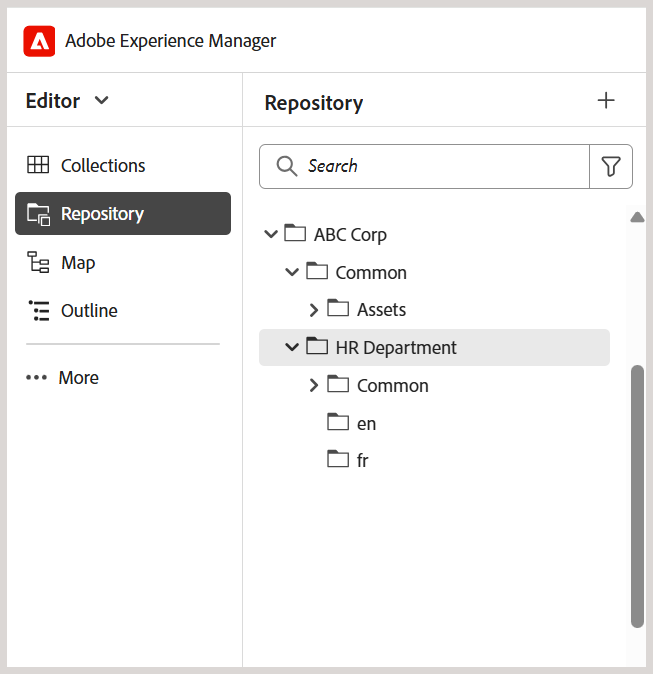 Adobe Experience Manager
Editor
Repository
Collections
Repository
Map
Outline
More
Search
ABC Corp
Common
Assets
HR Department
Common
en
fr